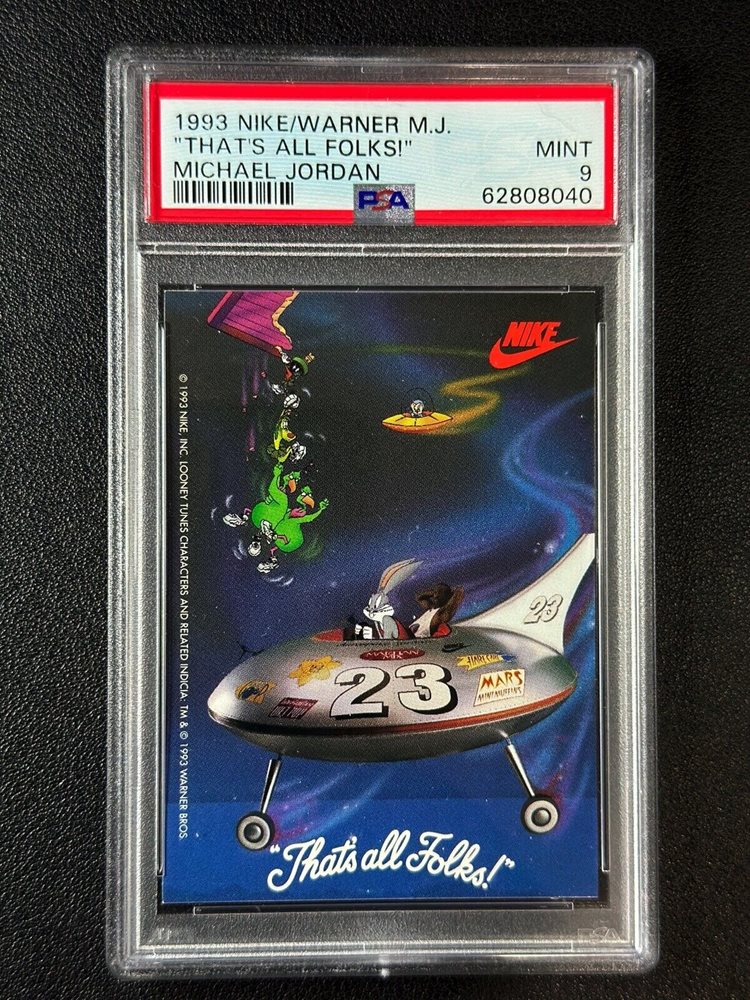 1993 NIKE/WARNER M.J.
"THAT'S ALL FOLKS!"
MINT
MICHAEL JORDAN
9
PSA
62808040
NIKE
© 1993 NIKE, INC. LOONEY TUNES CHARACTERS AND RELATED INDICIA. TM & © 1993 WARNER BROS.
23
23
MARS
"That's all Folks!"
PSA